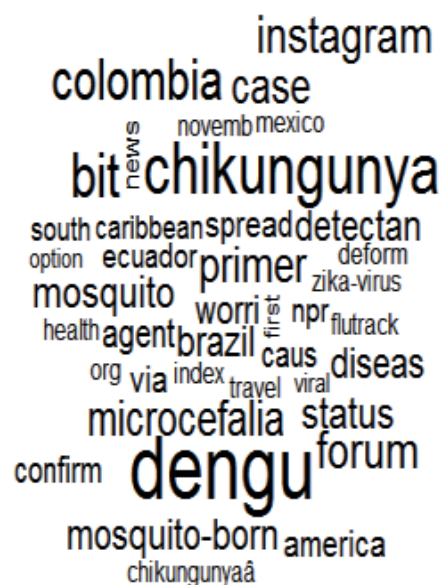 instagram
colombia case
novemb mexico
bit news chikungunya
south caribbean spread detectan
option ecuador primer deform
zika-virus
mosquito worri first npr flutrack
health agent brazil caus diseas
org via index travel viral
microcefalia status
dengu forum
confirm
mosquito-born america
chikungunyaâ